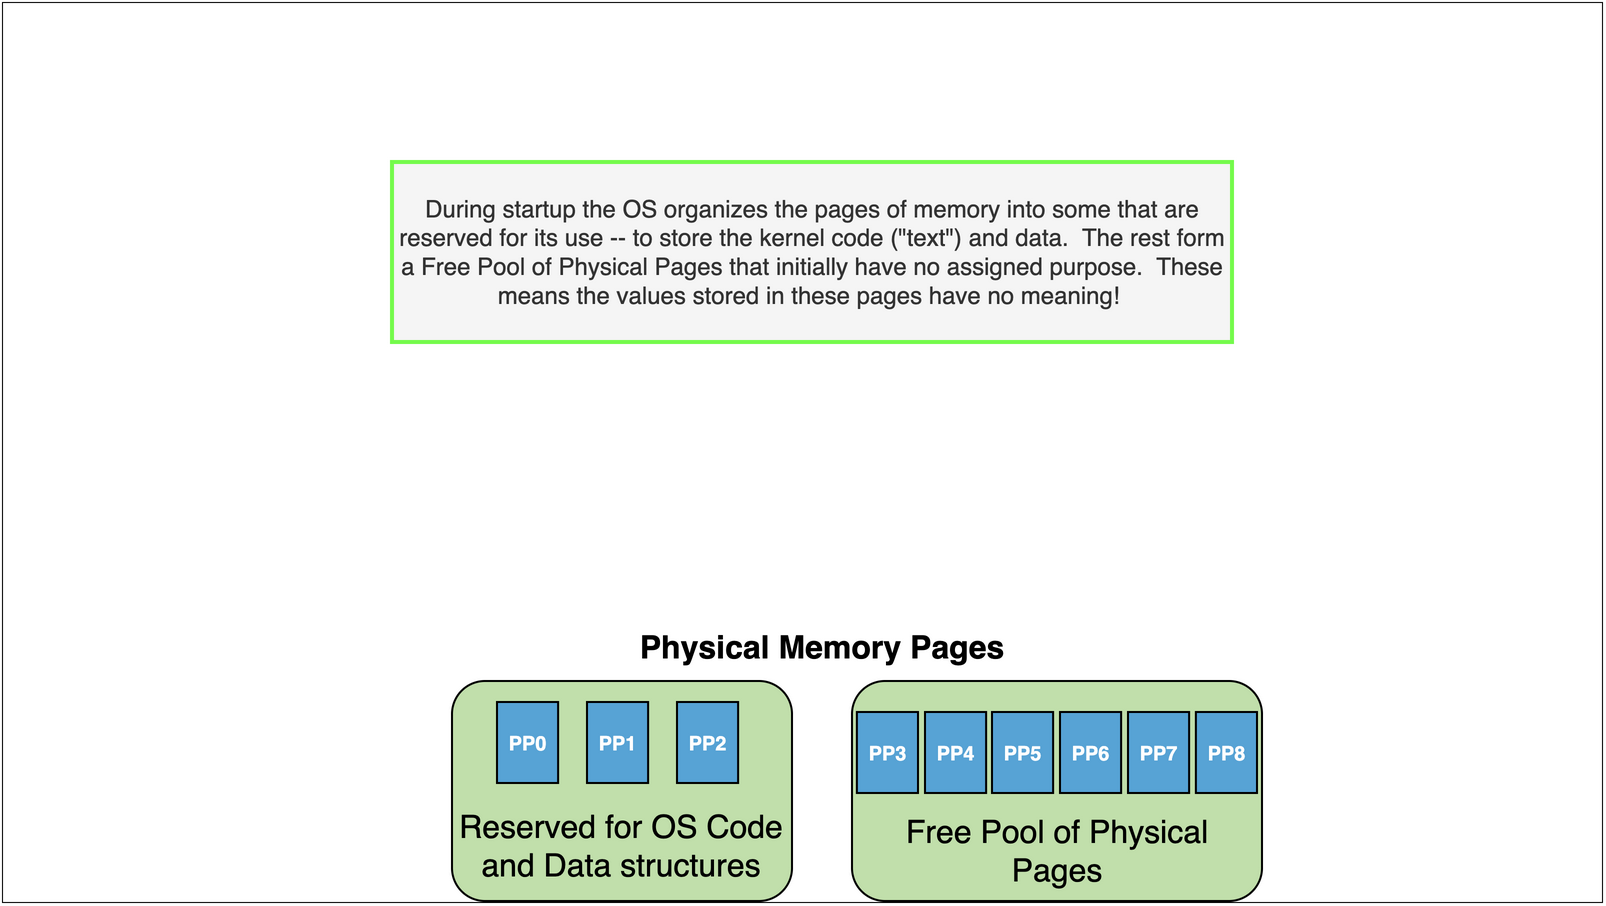 During startup the OS organizes the pages of memory into some that are
reserved for its use -- to store the kernel code ("text") and data.  The rest form
a Free Pool of Physical Pages that initially have no assigned purpose.  These
means the values stored in these pages have no meaning!
Physical Memory Pages
PP0 PP1 PP2
Reserved for OS Code
and Data structures
PP3 PP4 PP5 PP6 PP7 PP8
Free Pool of Physical
Pages